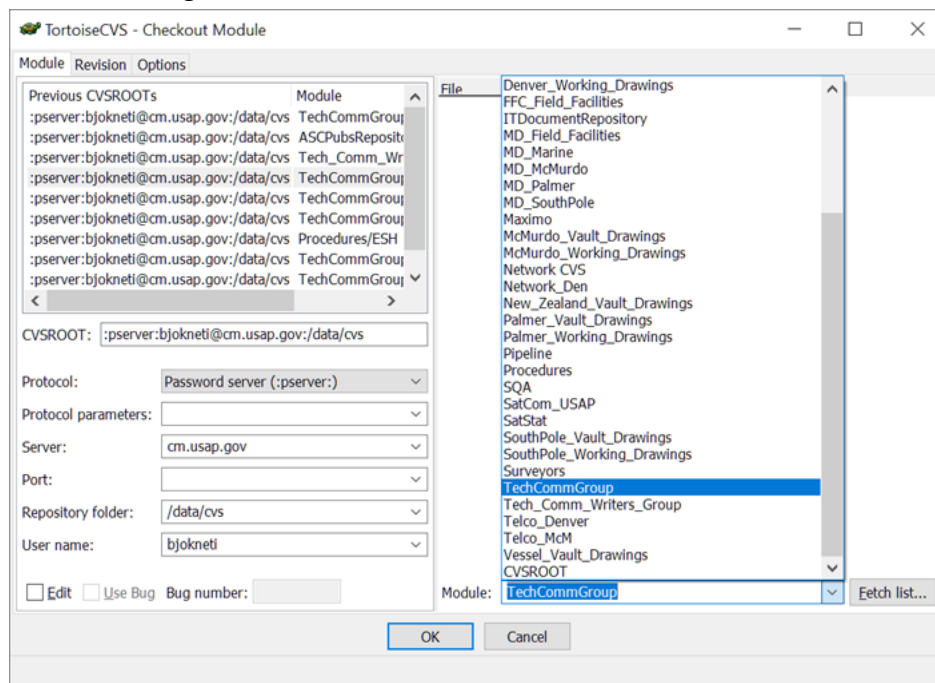 TortoiseCVS - Checkout Module
Module Revision Options
Previous CVSROOTs Module
:pserver:bjokneti@cm.usap.gov:/data/cvs TechCommGroup
:pserver:bjokneti@cm.usap.gov:/data/cvs ASCPubsReposito
:pserver:bjokneti@cm.usap.gov:/data/cvs Tech_Comm_Wr
:pserver:bjokneti@cm.usap.gov:/data/cvs TechCommGroup
:pserver:bjokneti@cm.usap.gov:/data/cvs TechCommGroup
:pserver:bjokneti@cm.usap.gov:/data/cvs TechCommGroup
:pserver:bjokneti@cm.usap.gov:/data/cvs Procedures/ESH
:pserver:bjokneti@cm.usap.gov:/data/cvs TechCommGroup
:pserver:bjokneti@cm.usap.gov:/data/cvs TechCommGroup
CVSROOT: :pserver:bjokneti@cm.usap.gov:/data/cvs
Protocol: Password server (:pserver:)
Protocol parameters:
Server: cm.usap.gov
Port:
Repository folder: /data/cvs
User name: bjokneti
Edit Use Bug Bug number:
File
Denver_Working_Drawings
FFC_Field_Facilities
ITDocumentRepository
MD_Field_Facilities
MD_Marine
MD_McMurdo
MD_Palmer
MD_SouthPole
Maximo
McMurdo_Vault_Drawings
McMurdo_Working_Drawings
Network CVS
Network_Den
New_Zealand_Vault_Drawings
Palmer_Vault_Drawings
Palmer_Working_Drawings
Pipeline
Procedures
SQA
SatCom_USAP
SatStat
SouthPole_Vault_Drawings
SouthPole_Working_Drawings
Surveyors
TechCommGroup
Tech_Comm_Writers_Group
Telco_Denver
Telco_McM
Vessel_Vault_Drawings
CVSROOT
Module: TechCommGroup Fetch list...
OK Cancel